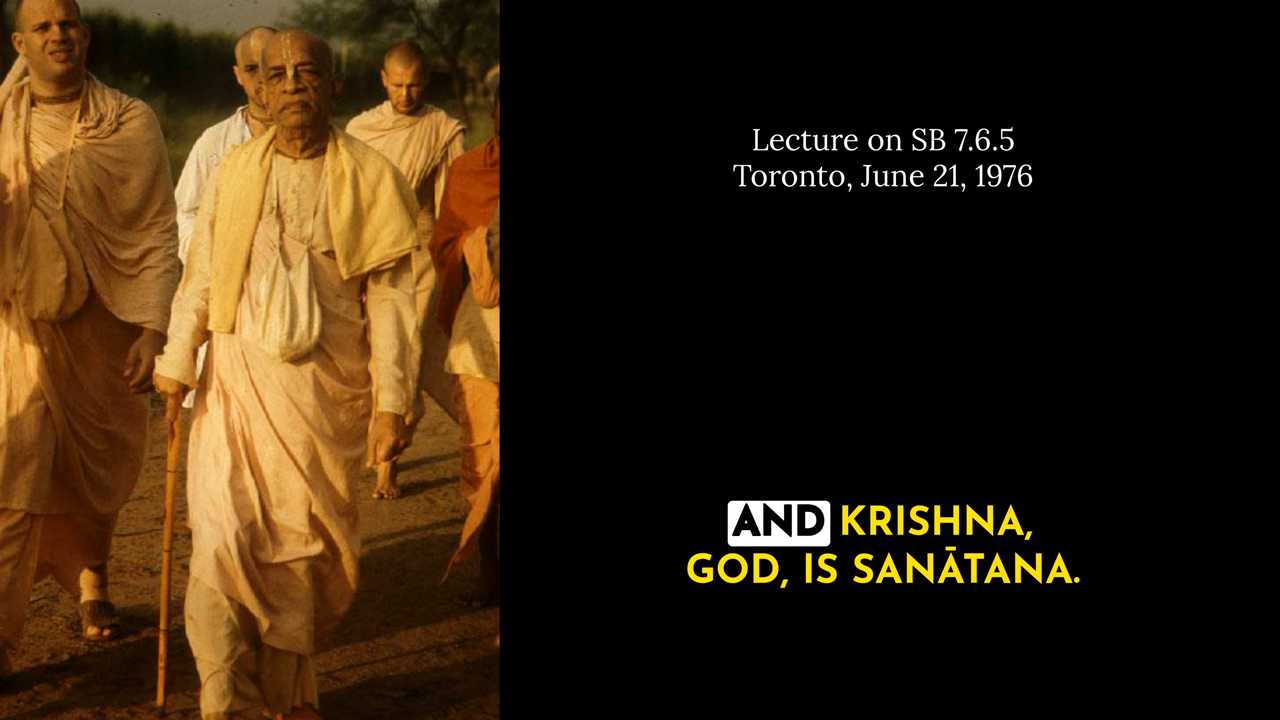 Lecture on SB 7.6.5
Toronto, June 21, 1976
AND KRISHNA,
GOD, IS SANĀTANA.